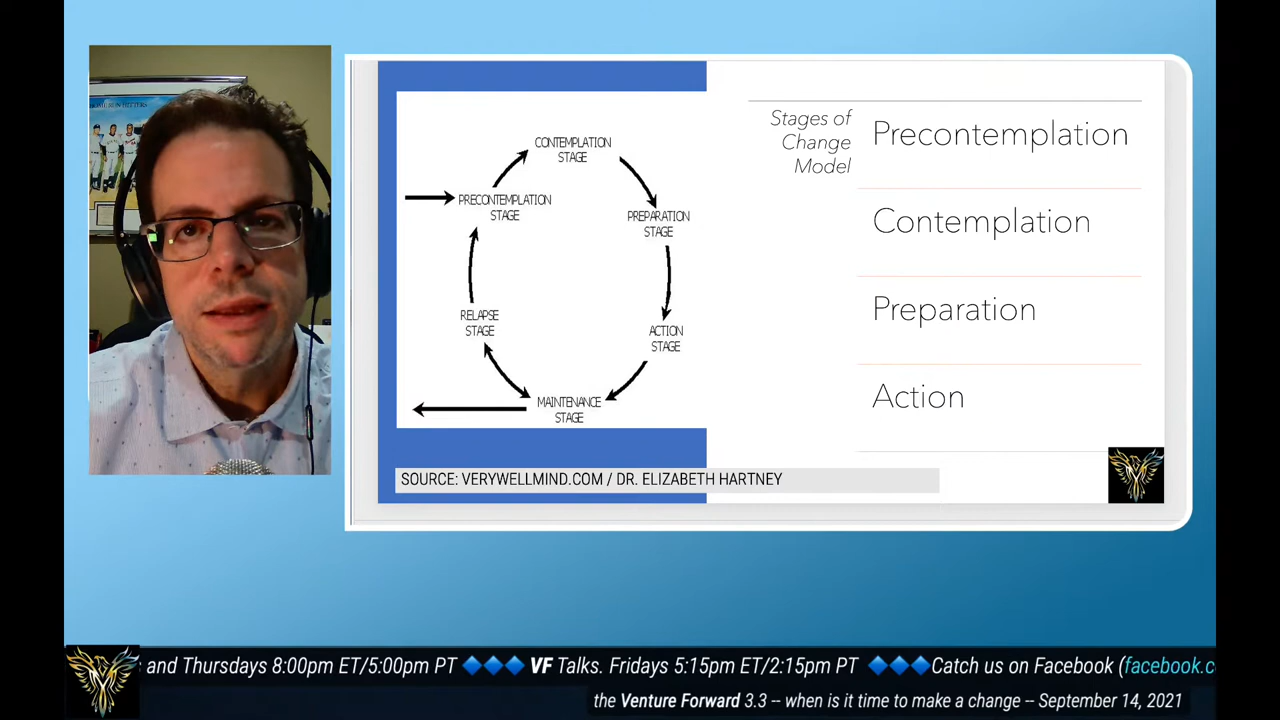 CONTEMPLATION
STAGE
PRECONTEMPLATION
STAGE
PREPARATION
STAGE
RELAPSE
STAGE
ACTION
STAGE
MAINTENANCE
STAGE
SOURCE: VERYWELLMIND.COM / DR. ELIZABETH HARTNEY
Stages of
Change
Model
Precontemplation
Contemplation
Preparation
Action
and Thursdays 8:00pm ET/5:00pm PT 🔷🔷🔷 VF Talks. Fridays 5:15pm ET/2:15pm PT 🔷🔷🔷Catch us on Facebook (facebook.c
the Venture Forward 3.3 -- when is it time to make a change -- September 14, 2021